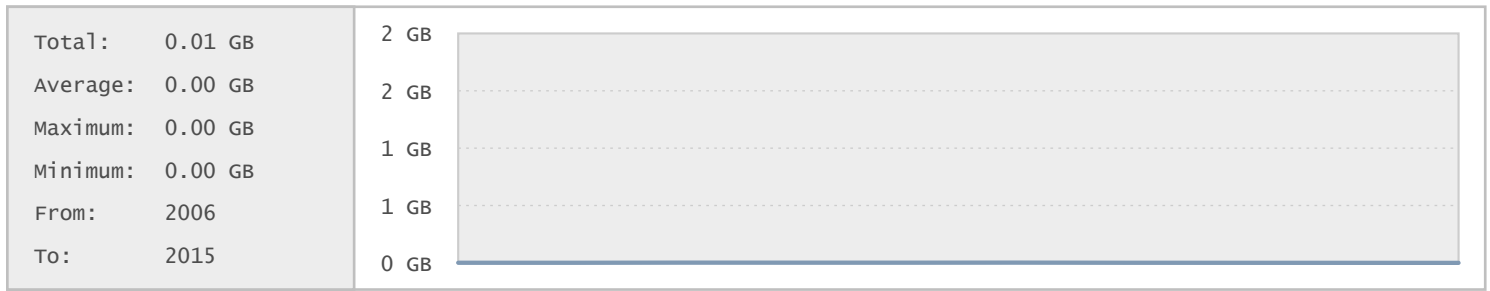 Total: 0.01 GB
Average: 0.00 GB
Maximum: 0.00 GB
Minimum: 0.00 GB
From: 2006
To: 2015
2 GB
2 GB
1 GB
1 GB
0 GB